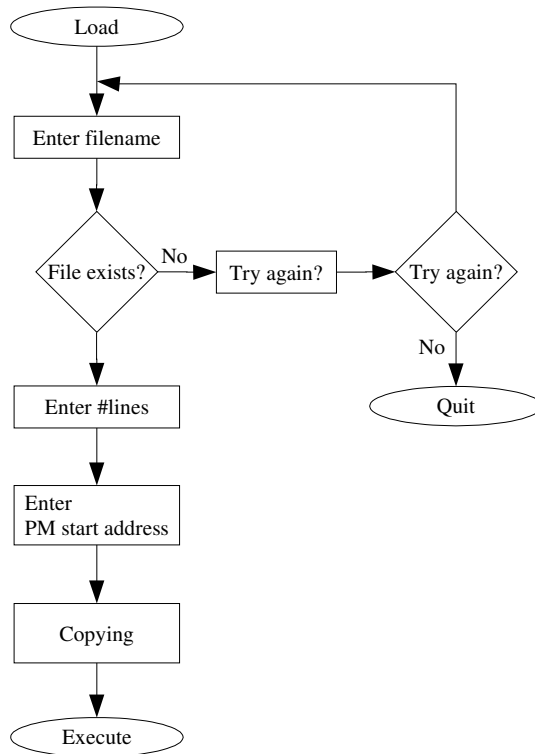 Load
Enter filename
File exists?
No
Try again?
Try again?
No
Quit
Enter #lines
Enter
PM start address
Copying
Execute